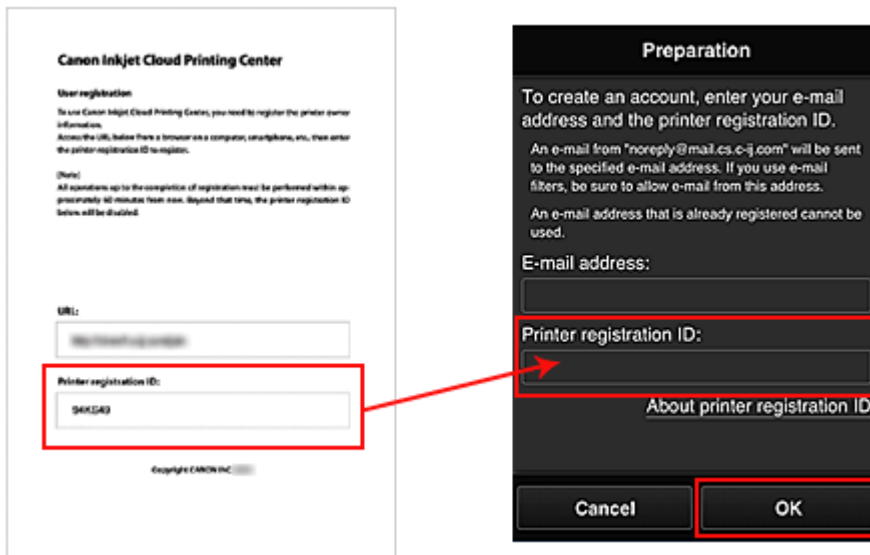 Canon Inkjet Cloud Printing Center
User registration
To use Canon Inkjet Cloud Printing Center, you need to register the printer owner
information.
Access the URL below from a browser on a computer, smartphone, etc., then enter
the printer registration ID to register.
[Note]
All operations up to the completion of registration must be performed within ap-
proximately 60 minutes from now. Beyond that time, the printer registration ID
below will be disabled.
URL:
Printer registration ID:
Copyright CANON INC
Preparation
To create an account, enter your e-mail
address and the printer registration ID.
An e-mail from "noreply@mail.cs.c-ij.com" will be sent
to the specified e-mail address. If you use e-mail
filters, be sure to allow e-mail from this address.
An e-mail address that is already registered cannot be
used.
E-mail address:
Printer registration ID:
About printer registration ID
Cancel
OK